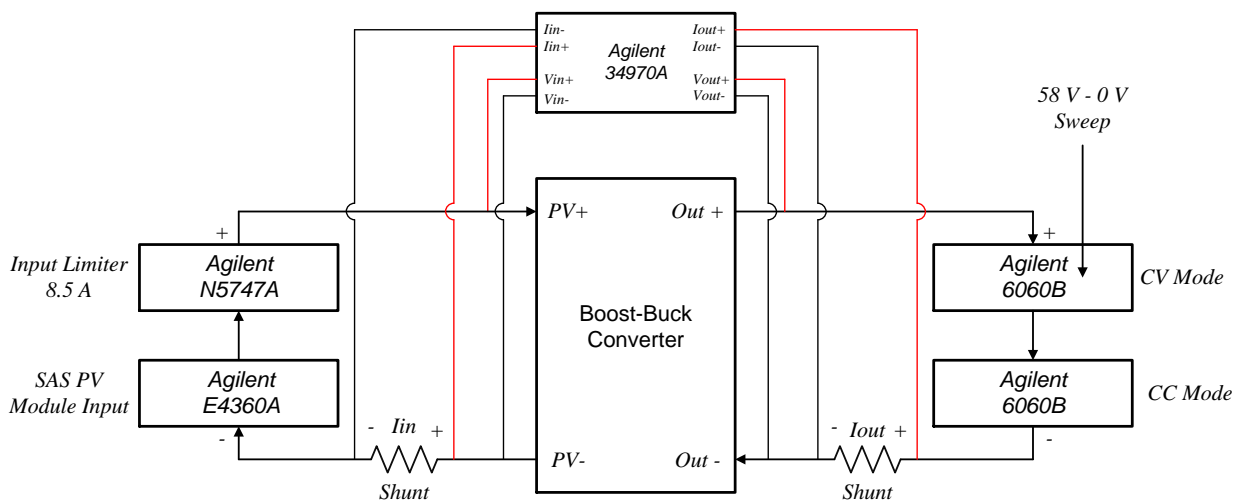 Iin-
Iin+
Vin+
Vin-
Agilent
34970A
Iout+
Iout-
Vout+
Vout-
58 V - 0 V
Sweep
PV+
Out +
Input Limiter
8.5 A
+
Agilent
N5747A
Boost-Buck
Converter
+
Agilent
6060B
CV Mode
SAS PV
Module Input
Agilent
E4360A
-
Agilent
6060B
CC Mode
-
- Iin +
Shunt
PV-
Out -
- Iout +
Shunt